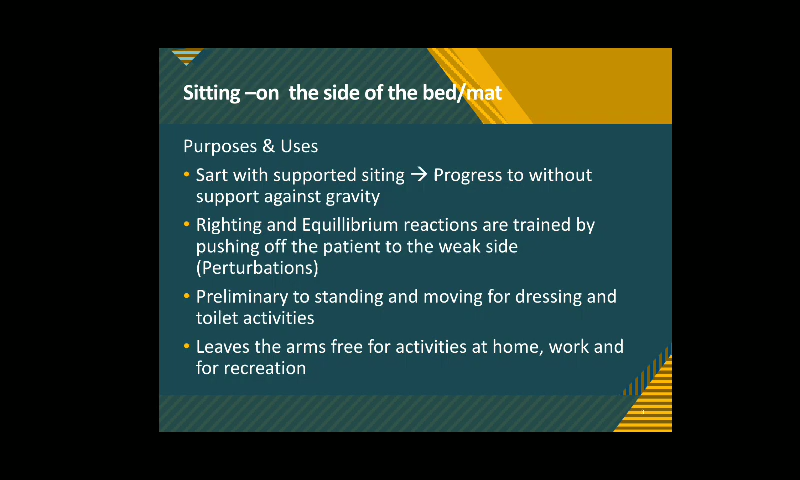 Sitting –on  the side of the bed/mat
Purposes & Uses
• Sart with supported siting → Progress to without
support against gravity
• Righting and Equillibrium reactions are trained by
pushing off the patient to the weak side
(Perturbations)
• Preliminary to standing and moving for dressing and
toilet activities
• Leaves the arms free for activities at home, work and
for recreation